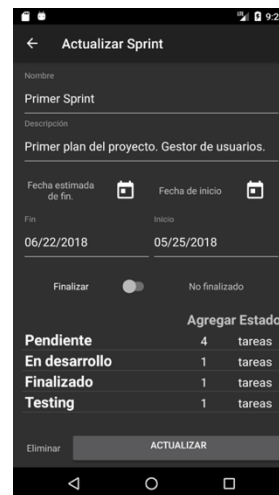 9:2
Actualizar Sprint
Nombre
Primer Sprint
Descripción
Primer plan del proyecto. Gestor de usuarios.
Fecha estimada
de fin.
Fecha de inicio
Fin
Inicio
06/22/2018
05/25/2018
Finalizar
No finalizado
Agregar Estado
Pendiente 4 tareas
En desarrollo 1 tareas
Finalizado 1 tareas
Testing 1 tareas
Eliminar
ACTUALIZAR